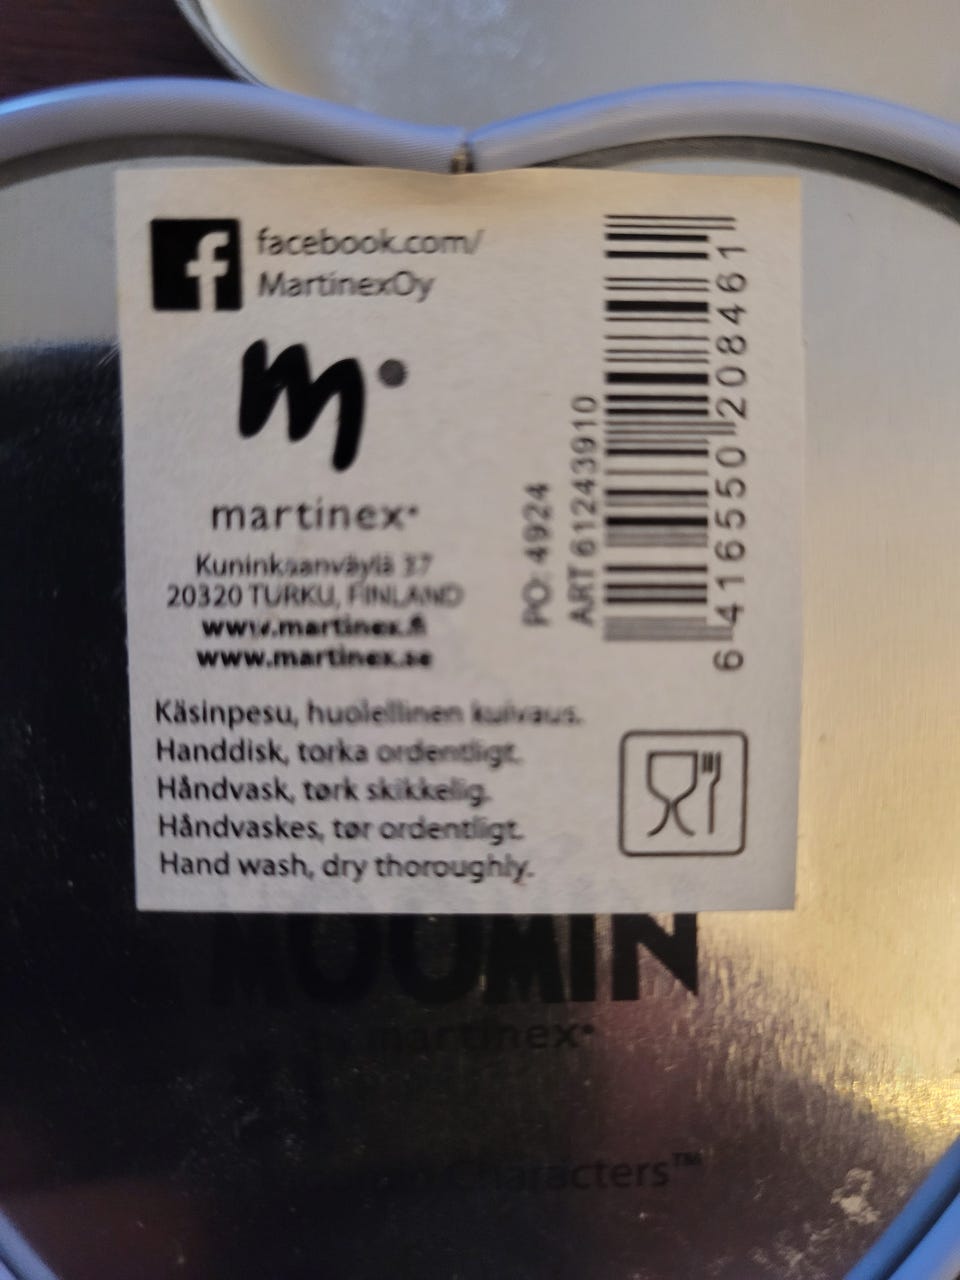 facebook.com/
MartinexOy
m
martinex
Kuninkaanväylä 37
20320 TURKU, FINLAND
www.martinex.fi
www.martinex.se
PO: 4924
ART 61243910
6 416550 208461
Käsinpesu, huolellinen kuivaus.
Handdisk, torka ordentligt.
Håndvask, tørk skikkelig.
Håndvaskes, tør ordentligt.
Hand wash, dry thoroughly.
MOOMIN
martinex
Characters™